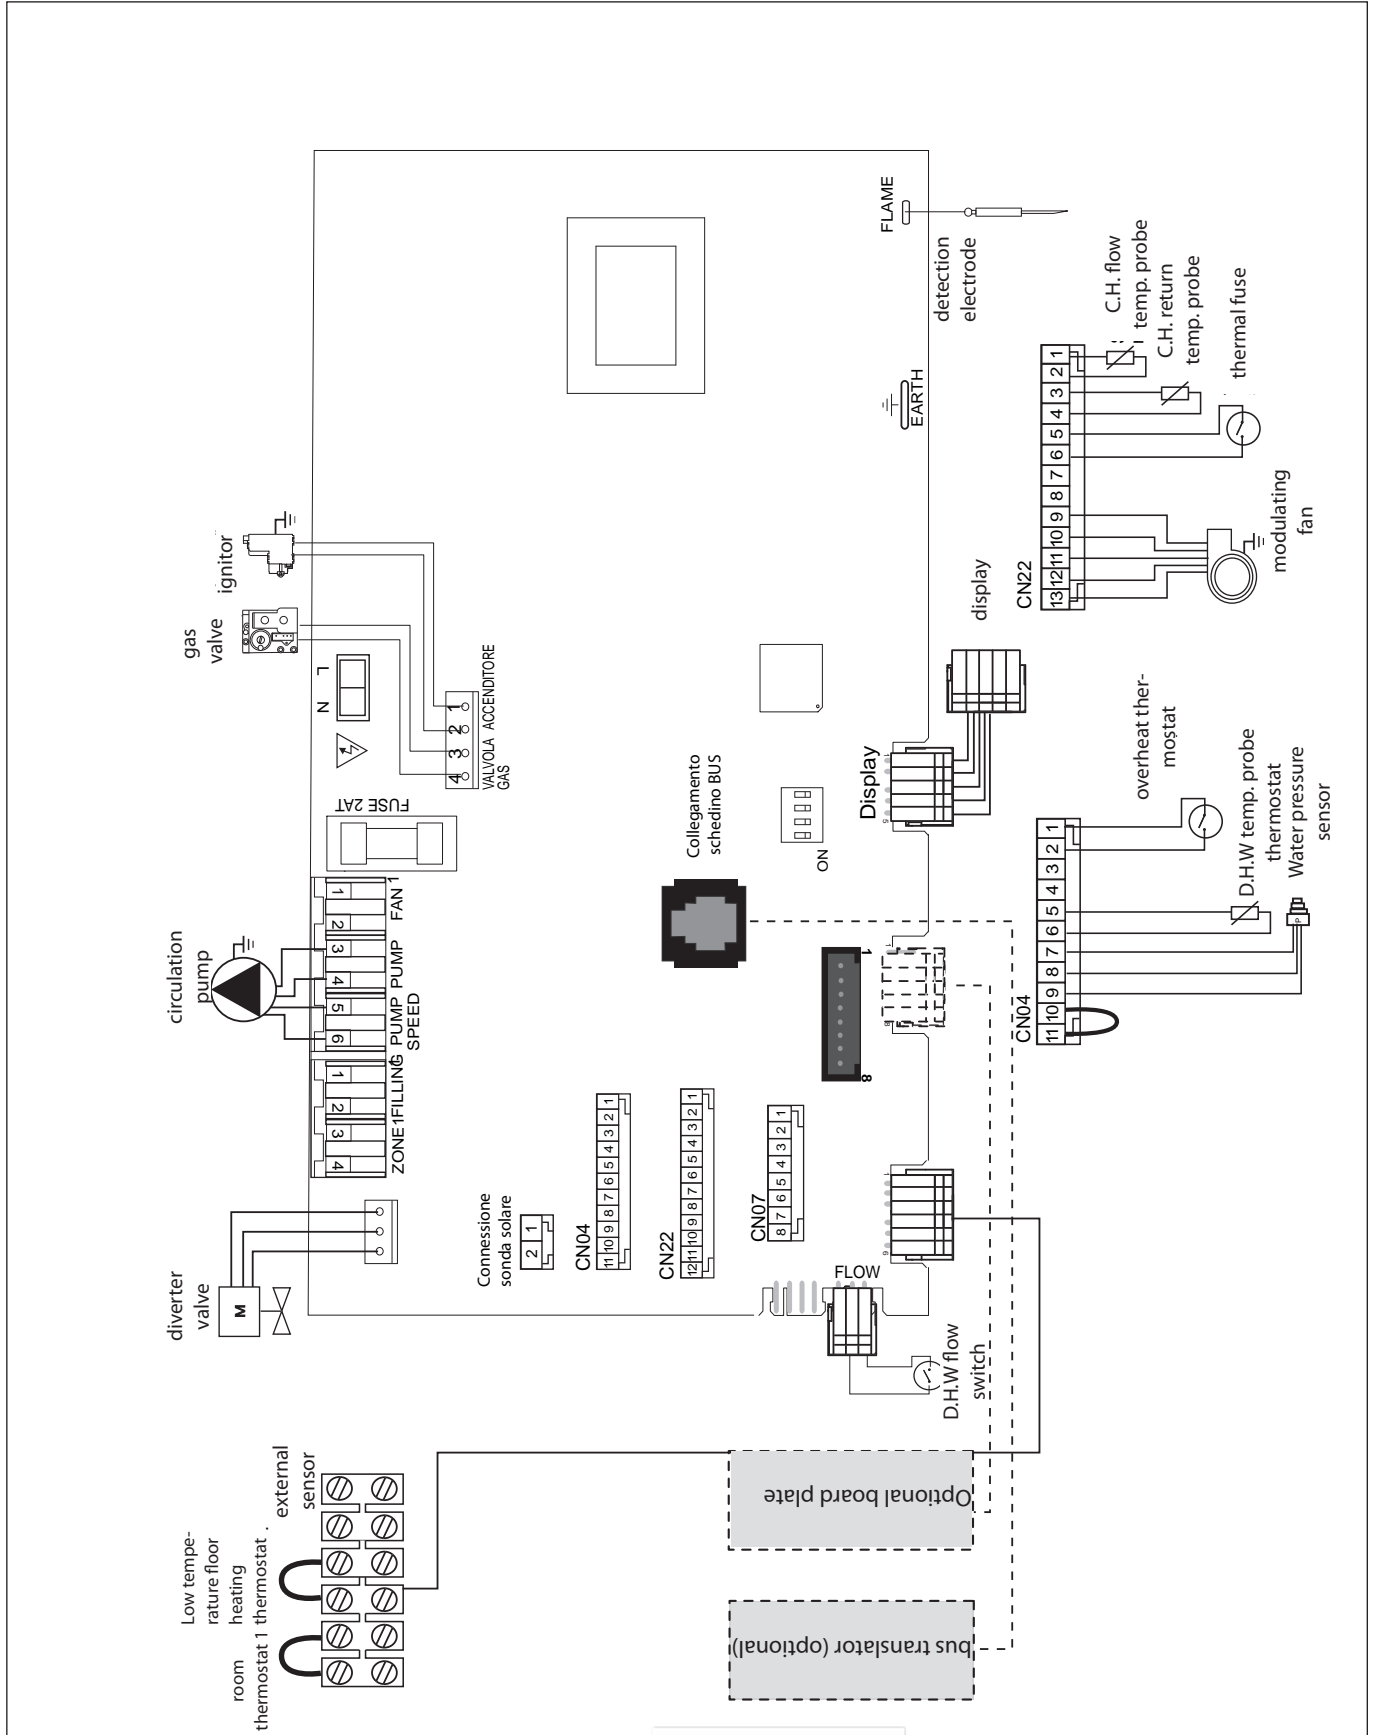 FLAME
detection
electrode
EARTH
C.H. flow
temp. probe
C.H. return
temp. probe
thermal fuse
1
2
3
4
5
6
7
8
9
10
11
12
13
CN22
modulating
fan
display
ignitor
gas
valve
L
N
1
2
3
4
VALVOLA ACCENDITORE
GAS
FUSE 2AT
circulation
pump
1
2
3
4
5
6
FAN 1
PUMP
PUMP
SPEED
1
2
3
4
FILLING
ZONE1
diverter
valve
M
Collegamento
schedino BUS
ON
Display
1
8
overheat ther-
mostat
D.H.W temp. probe
thermostat
Water pressure
sensor
P
1
2
3
4
5
6
7
8
9
10
11
CN04
Connessione
sonda solare
1
2
CN04
1
2
3
4
5
6
7
8
9
10
11
CN22
1
2
3
4
5
6
7
8
9
10
11
12
CN07
1
2
3
4
5
6
7
8
FLOW
D.H.W flow
switch
external
sensor
Low tempe-
rature floor
heating
thermostat .
room
thermostat 1
Optional board plate
bus translator (optional)